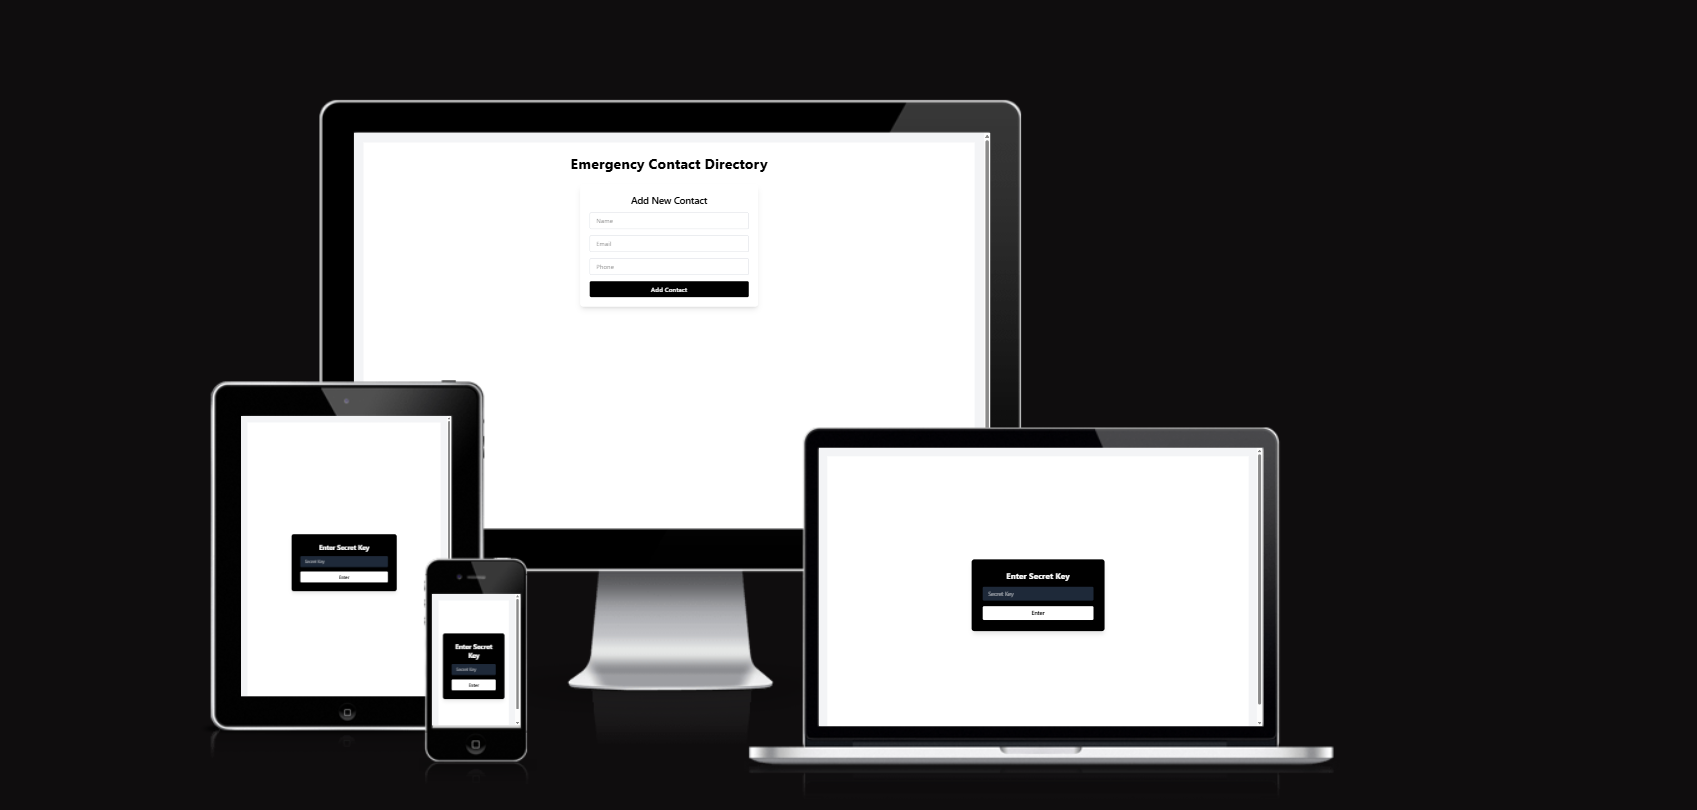 Emergency Contact Directory
Add New Contact
Name
Email
Phone
Add Contact
Enter Secret Key
Secret Key
Enter
Enter Secret
Key
Secret Key
Enter
Enter Secret Key
Secret Key
Enter